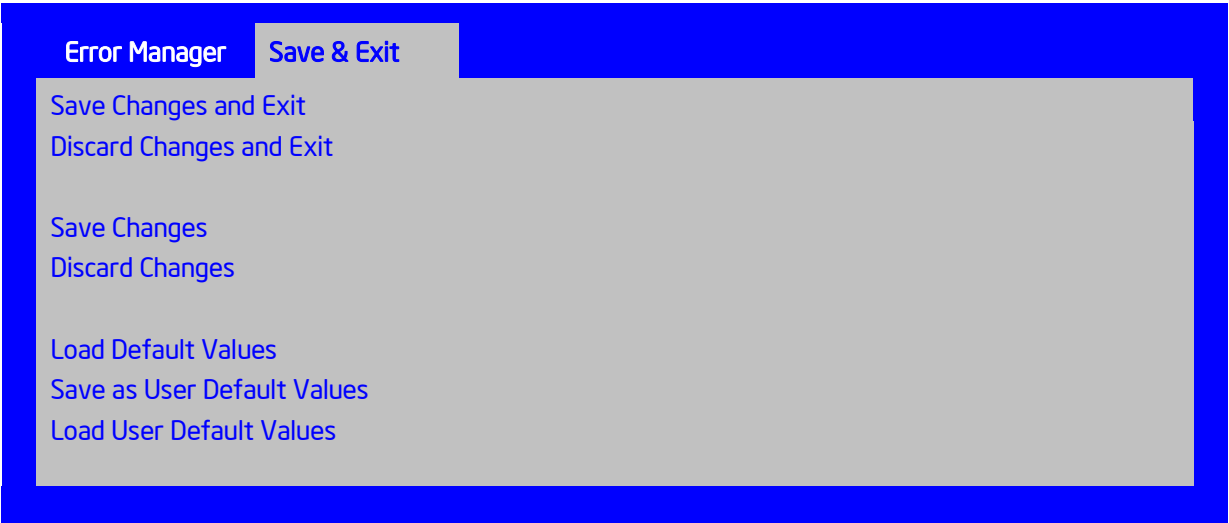 Error Manager Save & Exit
Save Changes and Exit
Discard Changes and Exit
Save Changes
Discard Changes
Load Default Values
Save as User Default Values
Load User Default Values